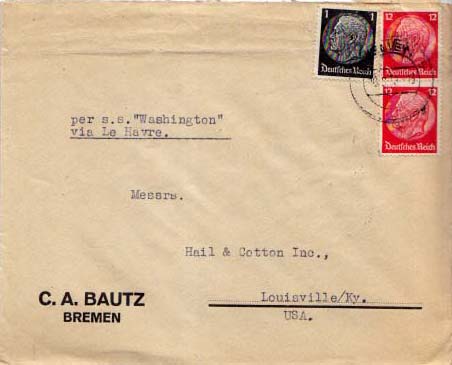 1
Deutsches Reich
12 12
Deutsches Reich
12 12
Deutsches Reich
per s.s."Washington"
via Le Havre.
Messrs.
Hail & Cotton Inc.,
Louisville/Ky.
USA.
C. A. BAUTZ
BREMEN